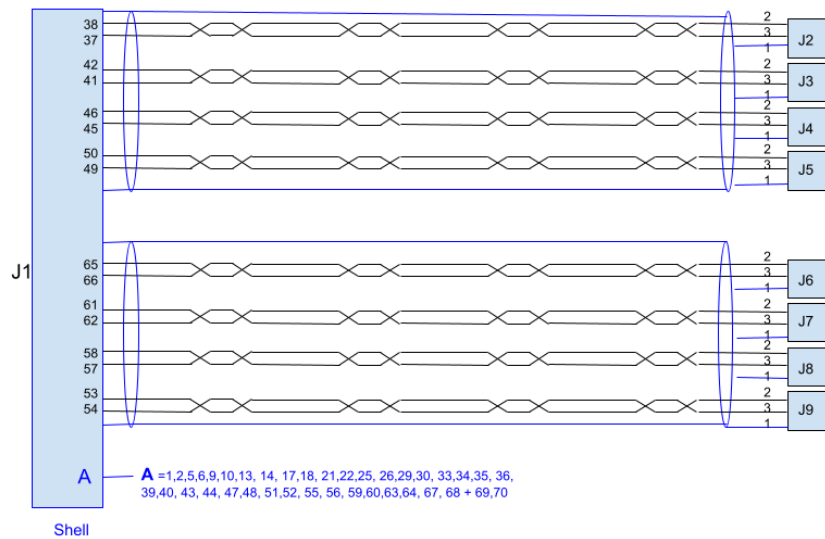 38 2
37 3 J2
1
42 2
41 3 J3
1
46 2
45 3 J4
1
50 2
49 3 J5
1
J1
65 2
66 3 J6
1
61 2
62 3 J7
1
58 2
57 3 J8
1
53 2
54 3 J9
1
A A =1,2,5,6,9,10,13, 14, 17,18, 21,22,25, 26,29,30, 33,34,35, 36,
39,40, 43, 44, 47,48, 51,52, 55, 56, 59,60,63,64, 67, 68 + 69,70
Shell